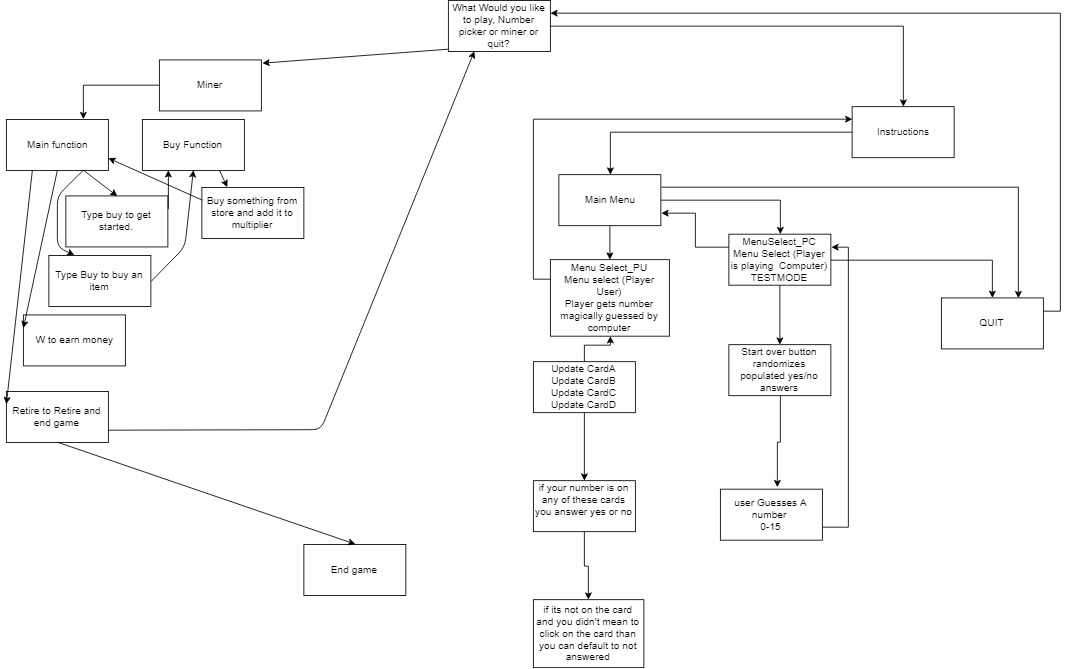 What Would you like
to play, Number
picker or miner or
quit?
Miner
Main function
Buy Function
Type buy to get
started.
Buy something from
store and add it to
multiplier
Type Buy to buy an
item
W to earn money
Retire to Retire and
end game
End game
Instructions
Main Menu
Menu Select_PU
Menu select (Player
User)
Player gets number
magically guessed by
computer
MenuSelect_PC
Menu Select (Player
is playing Computer)
TESTMODE
QUIT
Update CardA
Update CardB
Update CardC
Update CardD
Start over button
randomizes
populated yes/no
answers
if your number is on
any of these cards
you answer yes or no
user Guesses A
number
0-15
if its not on the card
and you didn't mean to
click on the card than
you can default to not
answered